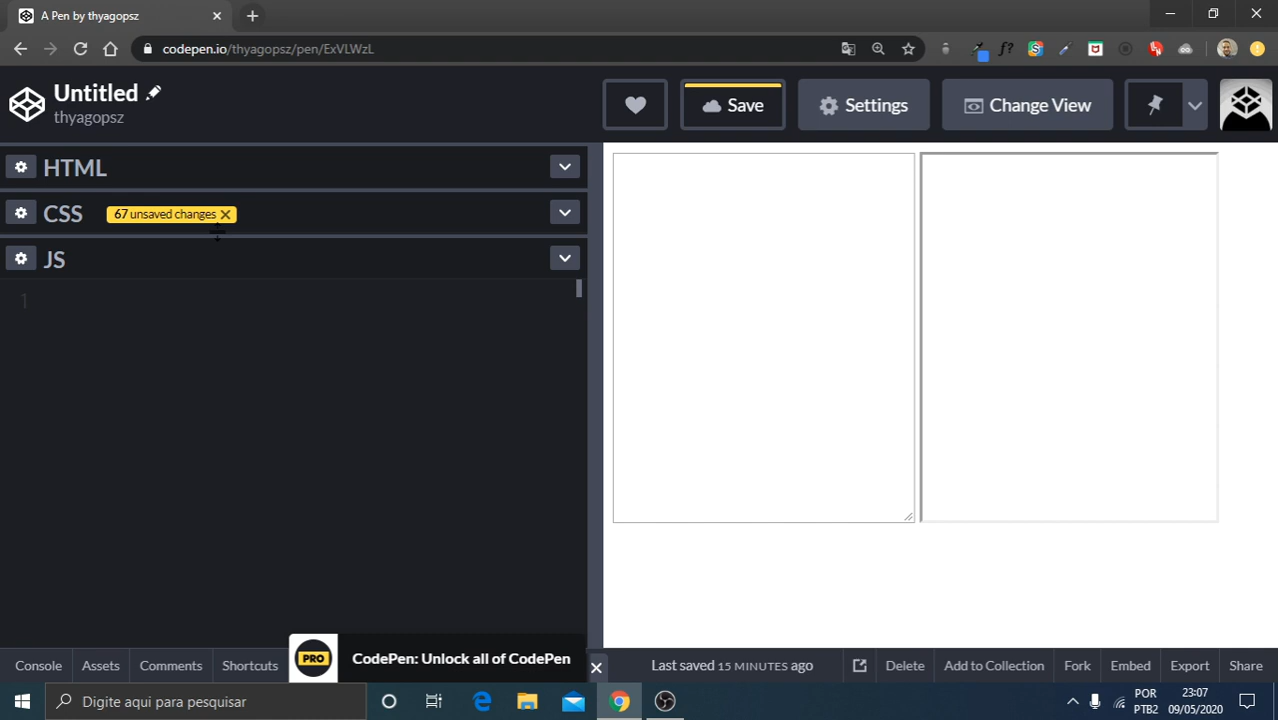 A Pen by thyagopsz
codepen.io/thyagopsz/pen/ExVLWzL
Untitled
thyagopsz
Save
Settings
Change View
HTML
CSS
67 unsaved changes
JS
1
PRO
CodePen: Unlock all of CodePen
Console
Assets
Comments
Shortcuts
Last saved 15 MINUTES ago
Delete
Add to Collection
Fork
Embed
Export
Share
Digite aqui para pesquisar
POR
PTB2
23:07
09/05/2020